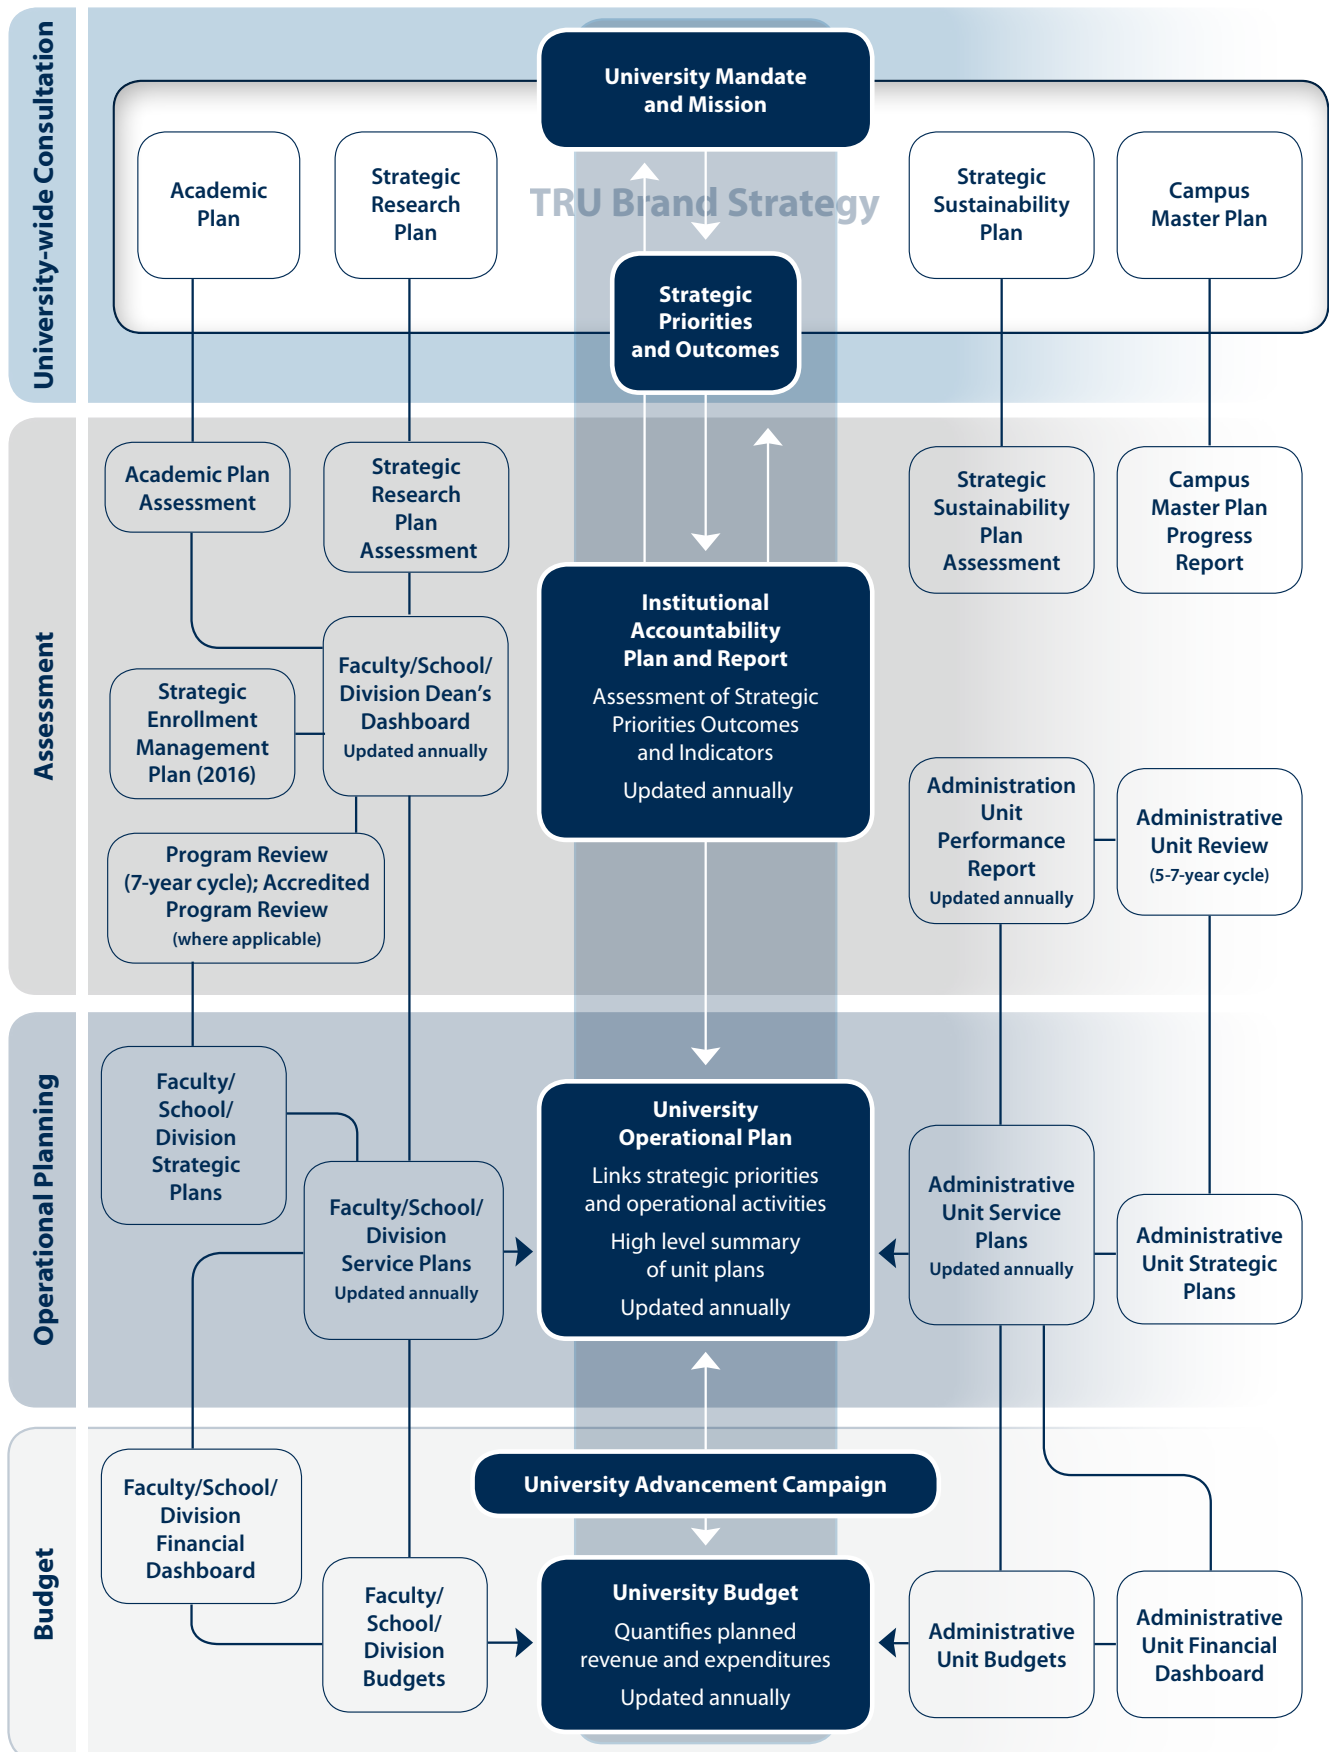 University-wide Consultation
University Mandate
and Mission
TRU Brand Strategy
Academic
Plan
Strategic
Research
Plan
Strategic
Sustainability
Plan
Campus
Master Plan
Strategic
Priorities
and Outcomes
Assessment
Academic Plan
Assessment
Strategic
Research
Plan
Assessment
Strategic
Sustainability
Plan
Assessment
Campus
Master Plan
Progress
Report
Institutional
Accountability
Plan and Report
Assessment of Strategic
Priorities Outcomes
and Indicators
Updated annually
Faculty/School/
Division Dean’s
Dashboard
Updated annually
Strategic
Enrollment
Management
Plan (2016)
Program Review
(7-year cycle); Accredited
Program Review
(where applicable)
Administration
Unit
Performance
Report
Updated annually
Administrative
Unit Review
(5-7-year cycle)
Operational Planning
Faculty/
School/
Division
Strategic
Plans
Faculty/School/
Division
Service Plans
Updated annually
University
Operational Plan
Links strategic priorities
and operational activities
High level summary
of unit plans
Updated annually
Administrative
Unit Service
Plans
Updated annually
Administrative
Unit Strategic
Plans
Budget
University Advancement Campaign
Faculty/School/
Division
Financial
Dashboard
Faculty/
School/
Division
Budgets
University Budget
Quantifies planned
revenue and expenditures
Updated annually
Administrative
Unit Budgets
Administrative
Unit Financial
Dashboard